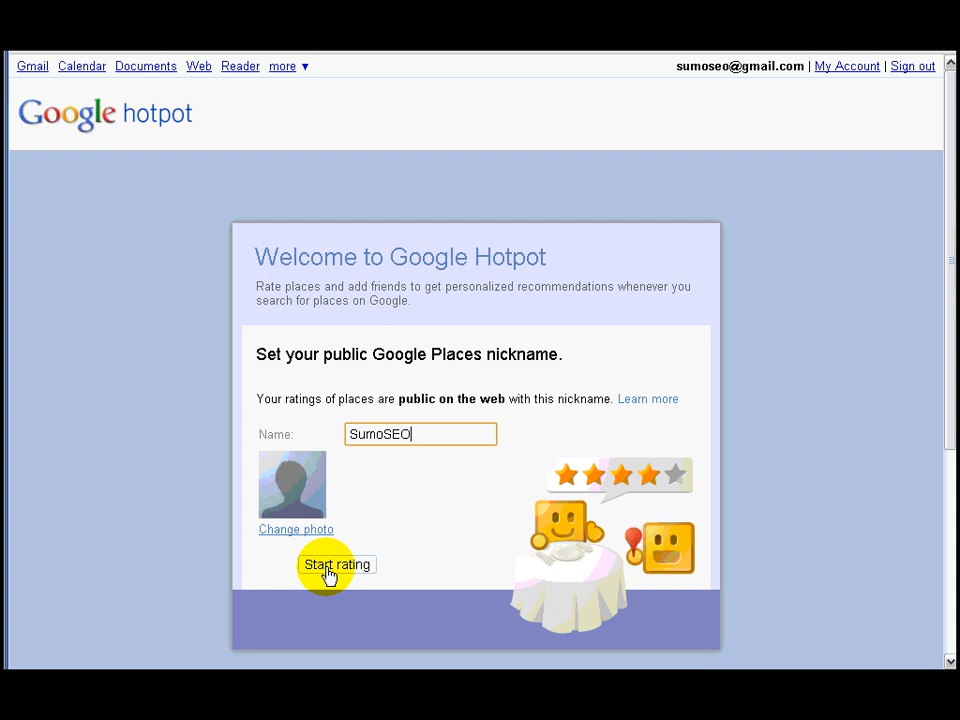 Gmail Calendar Documents Web Reader more ▼ sumoseo@gmail.com | My Account | Sign out
Google hotpot
Welcome to Google Hotpot
Rate places and add friends to get personalized recommendations whenever you
search for places on Google.
Set your public Google Places nickname.
Your ratings of places are public on the web with this nickname. Learn more
Name: SumoSEO
Change photo
Start rating